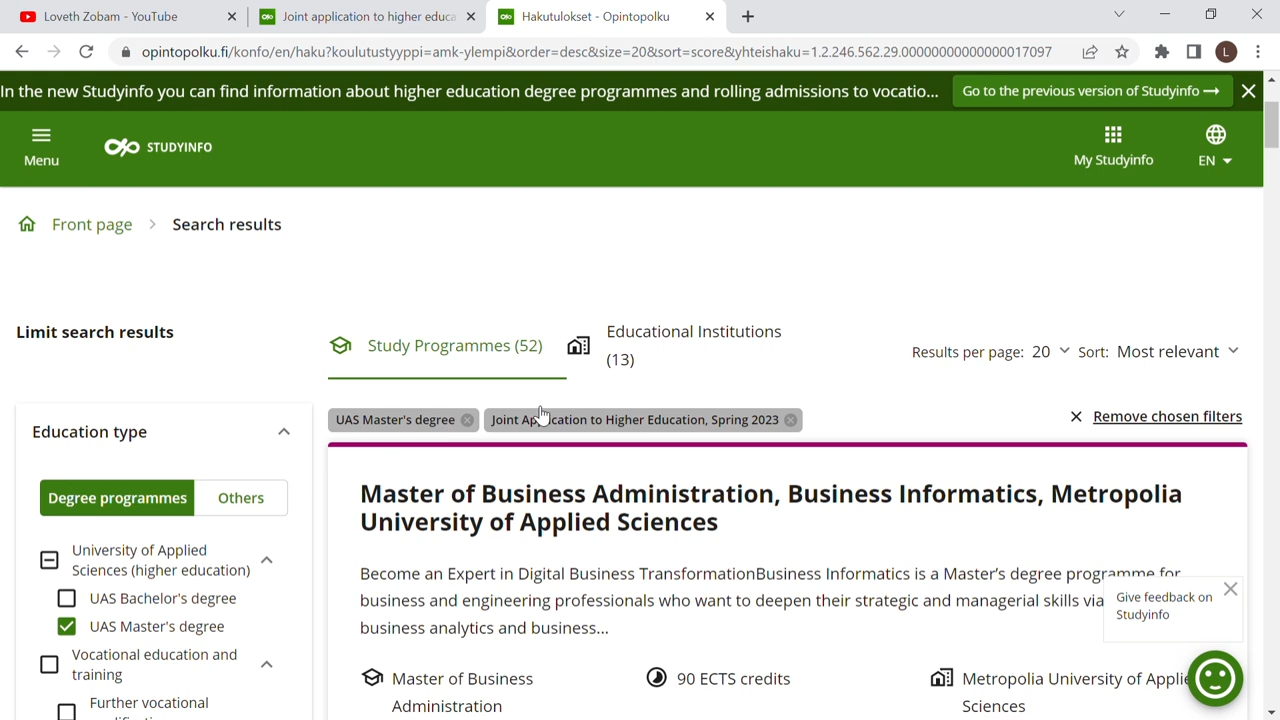 Loveth Zobam - YouTube
Joint application to higher educa
Hakutulokset - Opintopolku
opintopolku.fi/konfo/en/haku?koulutustyyppi=amk-ylempi&order=desc&size=20&sort=score&yhteishaku=1.2.246.562.29.00000000000000017097
L
In the new Studyinfo you can find information about higher education degree programmes and rolling admissions to vocatio...
Go to the previous version of Studyinfo →
Menu
STUDYINFO
My Studyinfo
EN
Front page > Search results
Limit search results
Study Programmes (52)
Educational Institutions
(13)
Results per page: 20
Sort: Most relevant
UAS Master's degree
Joint Application to Higher Education, Spring 2023
Remove chosen filters
Education type
Degree programmes
Others
University of Applied
Sciences (higher education)
UAS Bachelor's degree
UAS Master's degree
Vocational education and
training
Further vocational
Master of Business Administration, Business Informatics, Metropolia
University of Applied Sciences
Become an Expert in Digital Business TransformationBusiness Informatics is a Master's degree programme for
business and engineering professionals who want to deepen their strategic and managerial skills via
business analytics and business...
Give feedback on
Studyinfo
Master of Business
Administration
90 ECTS credits
Metropolia University of Applie
Sciences